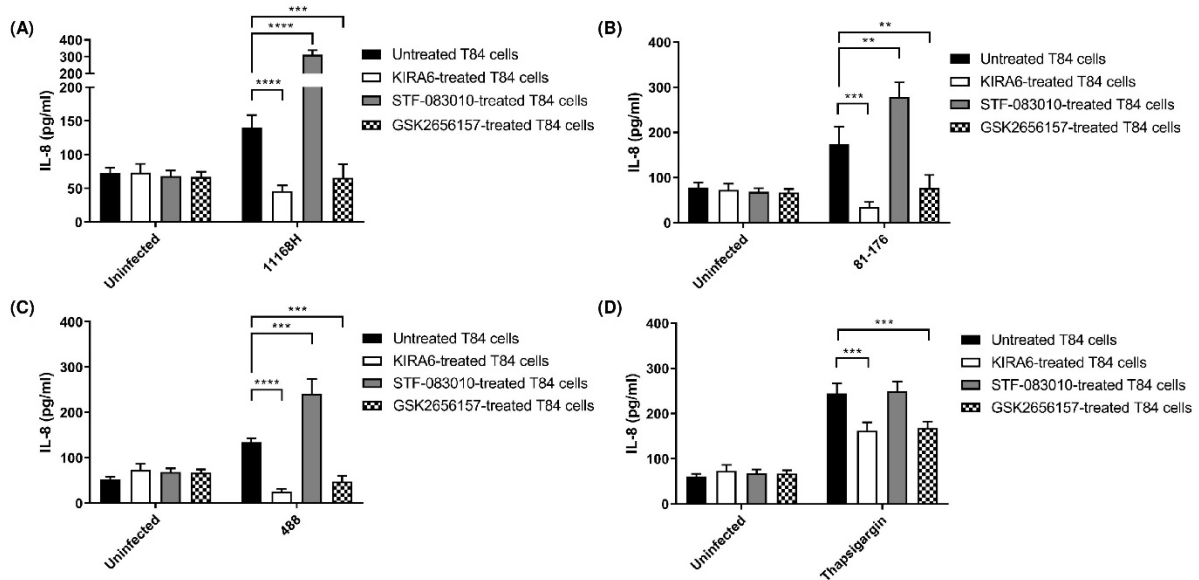 (A)
***
****
****
400
300
200
200
150
100
50
0
IL-8 (pg/ml)
Uninfected
11168H
Untreated T84 cells
KIRA6-treated T84 cells
STF-083010-treated T84 cells
GSK2656157-treated T84 cells
(B)
**
**
***
400
300
200
100
0
IL-8 (pg/ml)
Uninfected
81-176
Untreated T84 cells
KIRA6-treated T84 cells
STF-083010-treated T84 cells
GSK2656157-treated T84 cells
(C)
***
***
****
400
300
200
100
0
IL-8 (pg/ml)
Uninfected
488
Untreated T84 cells
KIRA6-treated T84 cells
STF-083010-treated T84 cells
GSK2656157-treated T84 cells
(D)
***
***
400
300
200
100
0
IL-8 (pg/ml)
Uninfected
Thapsigargin
Untreated T84 cells
KIRA6-treated T84 cells
STF-083010-treated T84 cells
GSK2656157-treated T84 cells